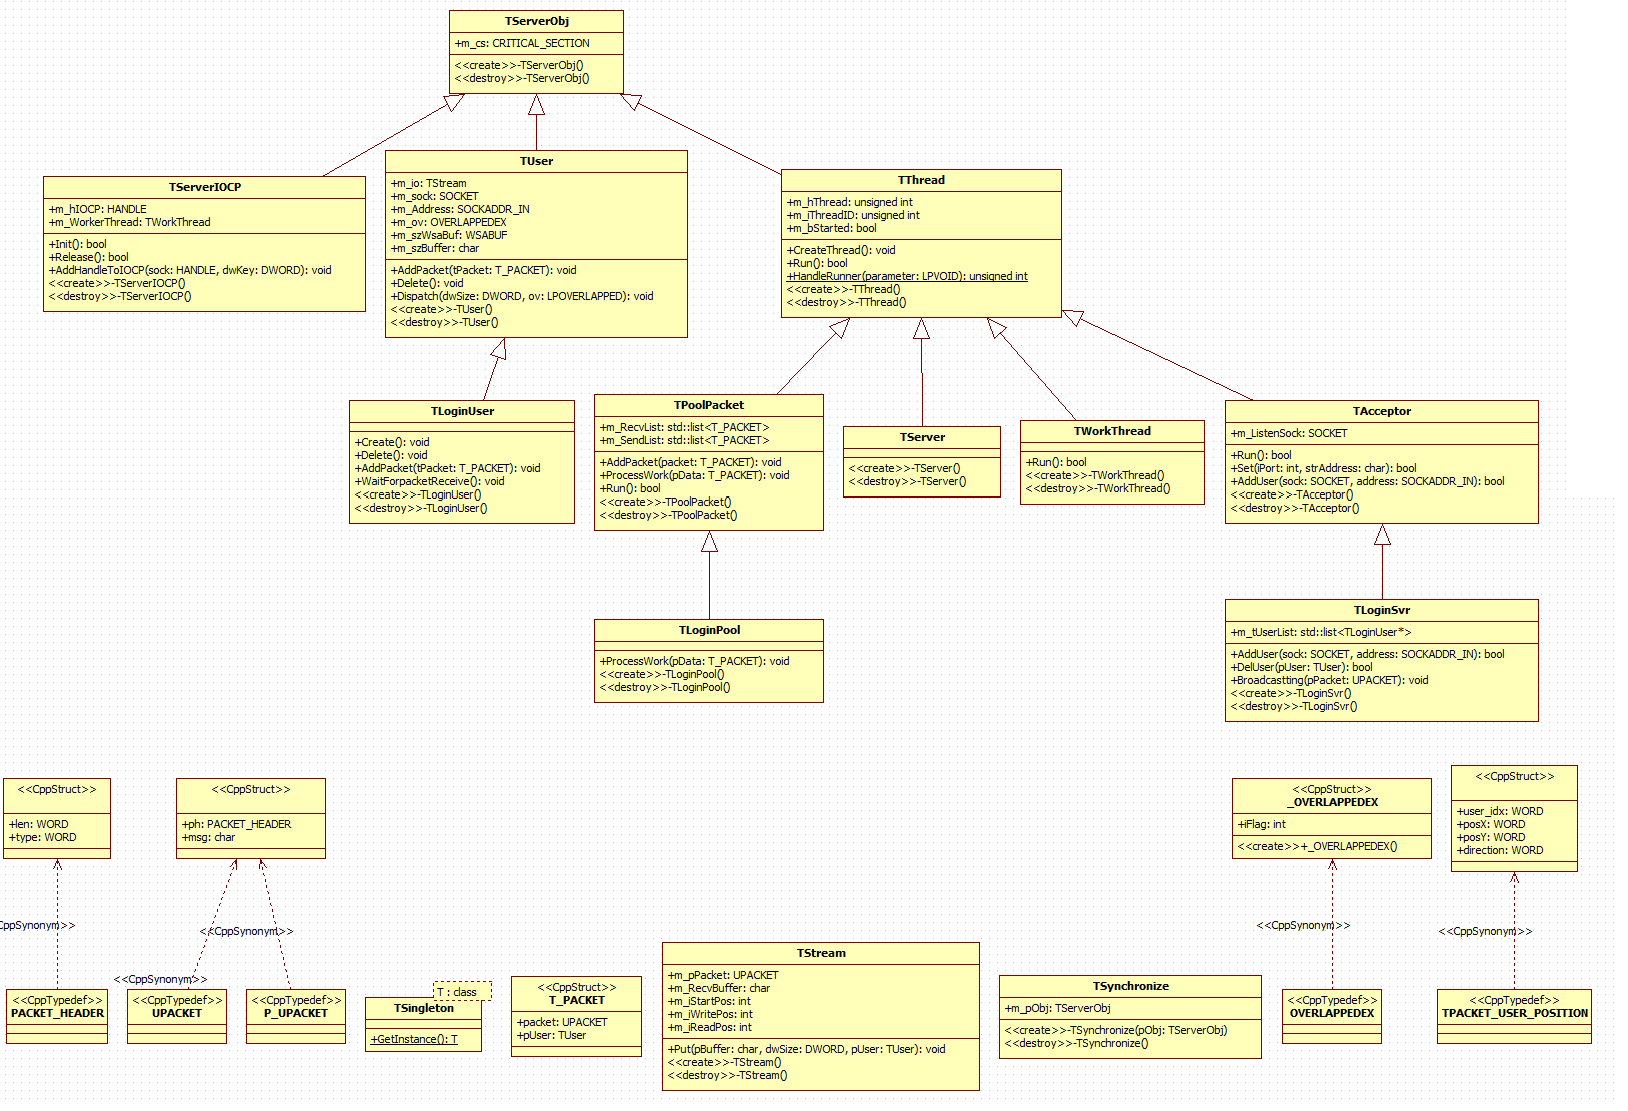 TServerObj
+m_cs: CRITICAL_SECTION
<<create>>-TServerObj()
<<destroy>>-TServerObj()
TServerIOCP
+m_hIOCP: HANDLE
+m_WorkerThread: TWorkThread
+Init(): bool
+Release(): bool
+AddHandleToIOCP(sock: HANDLE, dwKey: DWORD): void
<<create>>-TServerIOCP()
<<destroy>>-TServerIOCP()
TUser
+m_io: TStream
+m_sock: SOCKET
+m_Address: SOCKADDR_IN
+m_ov: OVERLAPPEDEX
+m_szWsaBuf: WSABUF
+m_szBuffer: char
+AddPacket(tPacket: T_PACKET): void
+Delete(): void
+Dispatch(dwSize: DWORD, ov: LPOVERLAPPED): void
<<create>>-TUser()
<<destroy>>-TUser()
TThread
+m_hThread: unsigned int
+m_iThreadID: unsigned int
+m_bStarted: bool
+CreateThread(): void
+Run(): bool
+HandleRunner(parameter: LPVOID): unsigned int
<<create>>-TThread()
<<destroy>>-TThread()
TLoginUser
+Create(): void
+Delete(): void
+AddPacket(tPacket: T_PACKET): void
+WaitForpacketReceive(): void
<<create>>-TLoginUser()
<<destroy>>-TLoginUser()
TPoolPacket
+m_RecvList: std::list<T_PACKET>
+m_SendList: std::list<T_PACKET>
+AddPacket(packet: T_PACKET): void
+ProcessWork(pData: T_PACKET): void
+Run(): bool
<<create>>-TPoolPacket()
<<destroy>>-TPoolPacket()
TServer
<<create>>-TServer()
<<destroy>>-TServer()
TWorkThread
+Run(): bool
<<create>>-TWorkThread()
<<destroy>>-TWorkThread()
TAcceptor
+m_ListenSock: SOCKET
+Run(): bool
+Set(iPort: int, strAddress: char): bool
+AddUser(sock: SOCKET, address: SOCKADDR_IN): bool
<<create>>-TAcceptor()
<<destroy>>-TAcceptor()
TLoginPool
+ProcessWork(pData: T_PACKET): void
<<create>>-TLoginPool()
<<destroy>>-TLoginPool()
TLoginSvr
+m_tUserList: std::list<TLoginUser*>
+AddUser(sock: SOCKET, address: SOCKADDR_IN): bool
+DelUser(pUser: TUser): bool
+Broadcastting(pPacket: UPACKET): void
<<create>>-TLoginSvr()
<<destroy>>-TLoginSvr()
<<CppStruct>>
+len: WORD
+type: WORD
<<CppStruct>>
+ph: PACKET_HEADER
+msg: char
<<CppStruct>>
_OVERLAPPEDEX
+iFlag: int
<<create>>+_OVERLAPPEDEX()
<<CppStruct>>
+user_idx: WORD
+posX: WORD
+posY: WORD
+direction: WORD
CppSynonym>>
<<CppSynonym>>
<<CppSynonym>>
<<CppSynonym>>
<<CppSynonym>>
<<CppTypedef>>
PACKET_HEADER
<<CppTypedef>>
UPACKET
<<CppTypedef>>
P_UPACKET
T : class
TSingleton
+GetInstance(): T
<<CppStruct>>
T_PACKET
+packet: UPACKET
+pUser: TUser
TStream
+m_pPacket: UPACKET
+m_RecvBuffer: char
+m_iStartPos: int
+m_iWritePos: int
+m_iReadPos: int
+Put(pBuffer: char, dwSize: DWORD, pUser: TUser): void
<<create>>-TStream()
<<destroy>>-TStream()
TSynchronize
+m_pObj: TServerObj
<<create>>-TSynchronize(pObj: TServerObj)
<<destroy>>-TSynchronize()
<<CppTypedef>>
OVERLAPPEDEX
<<CppTypedef>>
TPACKET_USER_POSITION